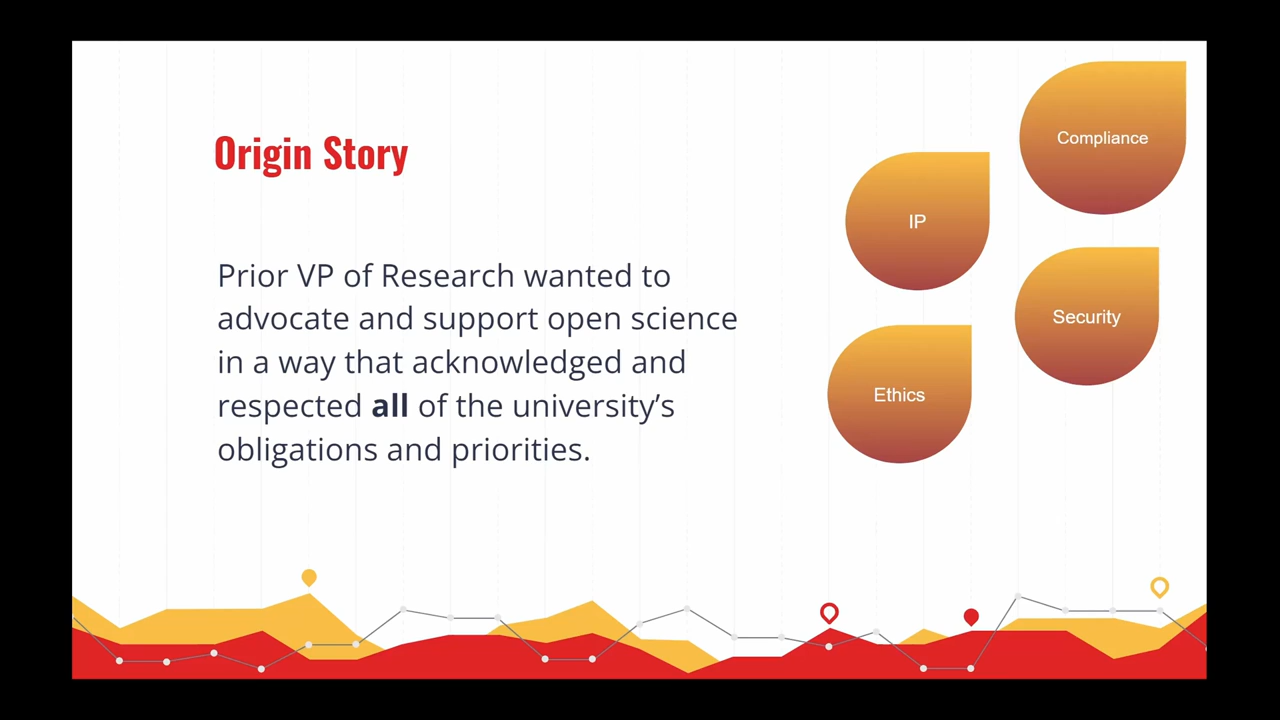 Origin Story
Prior VP of Research wanted to
advocate and support open science
in a way that acknowledged and
respected all of the university’s
obligations and priorities.
Compliance
IP
Security
Ethics